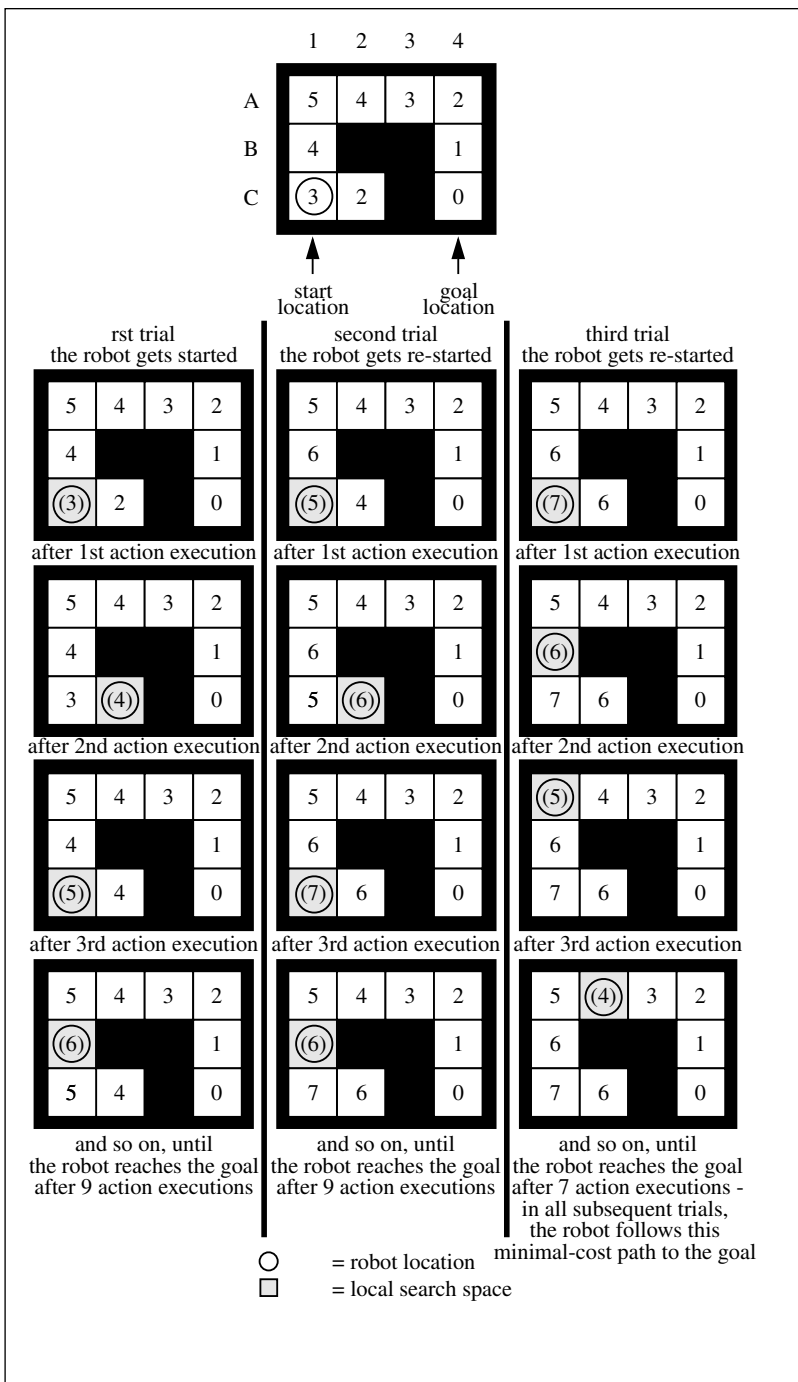 1 2 3 4
A 5 4 3 2
B 4 1
C (3) 2 0
start location
goal location
rst trial
the robot gets started
5 4 3 2
4 1
(3) 2 0
after 1st action execution
5 4 3 2
4 1
3 (4) 0
after 2nd action execution
5 4 3 2
4 1
(5) 4 0
after 3rd action execution
5 4 3 2
(6) 1
5 4 0
and so on, until
the robot reaches the goal
after 9 action executions
second trial
the robot gets re-started
5 4 3 2
6 1
(5) 4 0
after 1st action execution
5 4 3 2
6 1
5 (6) 0
after 2nd action execution
5 4 3 2
6 1
(7) 6 0
after 3rd action execution
5 4 3 2
(6) 1
7 6 0
and so on, until
the robot reaches the goal
after 9 action executions
third trial
the robot gets re-started
5 4 3 2
6 1
(7) 6 0
after 1st action execution
5 4 3 2
(6) 1
7 6 0
after 2nd action execution
(5) 4 3 2
6 1
7 6 0
after 3rd action execution
5 (4) 3 2
6 1
7 6 0
and so on, until
the robot reaches the goal
after 7 action executions -
in all subsequent trials,
the robot follows this
minimal-cost path to the goal
= robot location
= local search space